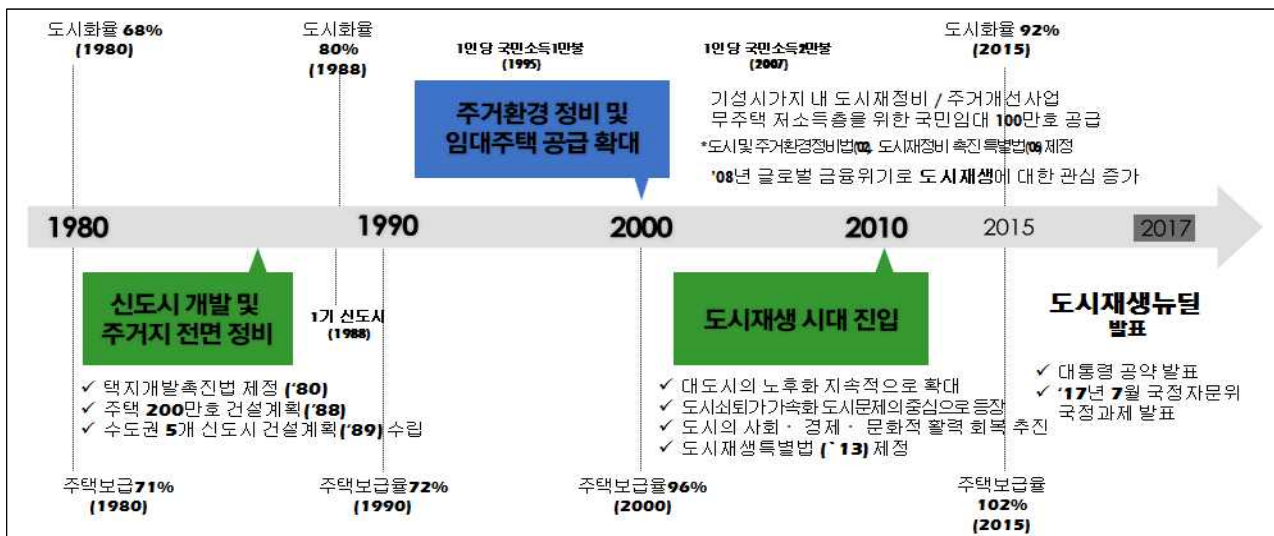 도시화율 68%
(1980)
도시화율
80%
(1988)
1인당 국민소득1만불
(1995)
1인당 국민소득2만불
(2007)
도시화율 92%
(2015)
주거환경 정비 및
임대주택 공급 확대
기성시가지 내 도시재정비 / 주거개선사업
무주택 저소득층을 위한 국민임대 100만호 공급
*도시 및 주거환경정비법('02), 도시재정비 촉진 특별법('06) 제정
'08년 글로벌 금융위기로 도시재생에 대한 관심 증가
1980
1990
2000
2010
2015
2017
신도시 개발 및
주거지 전면 정비
1기 신도시
(1988)
도시재생 시대 진입
도시재생뉴딜
발표
✓ 택지개발촉진법 제정 ('80)
✓ 주택 200만호 건설계획('88)
✓ 수도권 5개 신도시 건설계획('89) 수립
✓ 대도시의 노후화 지속적으로 확대
✓ 도시쇠퇴가 가속화 도시문제의 중심으로 등장
✓ 도시의 사회· 경제· 문화적 활력 회복 추진
✓ 도시재생특별법 (`13) 제정
✓ 대통령 공약 발표
✓ '17년 7월 국정자문위
국정과제 발표
주택보급71%
(1980)
주택보급율72%
(1990)
주택보급율96%
(2000)
주택보급율
102%
(2015)